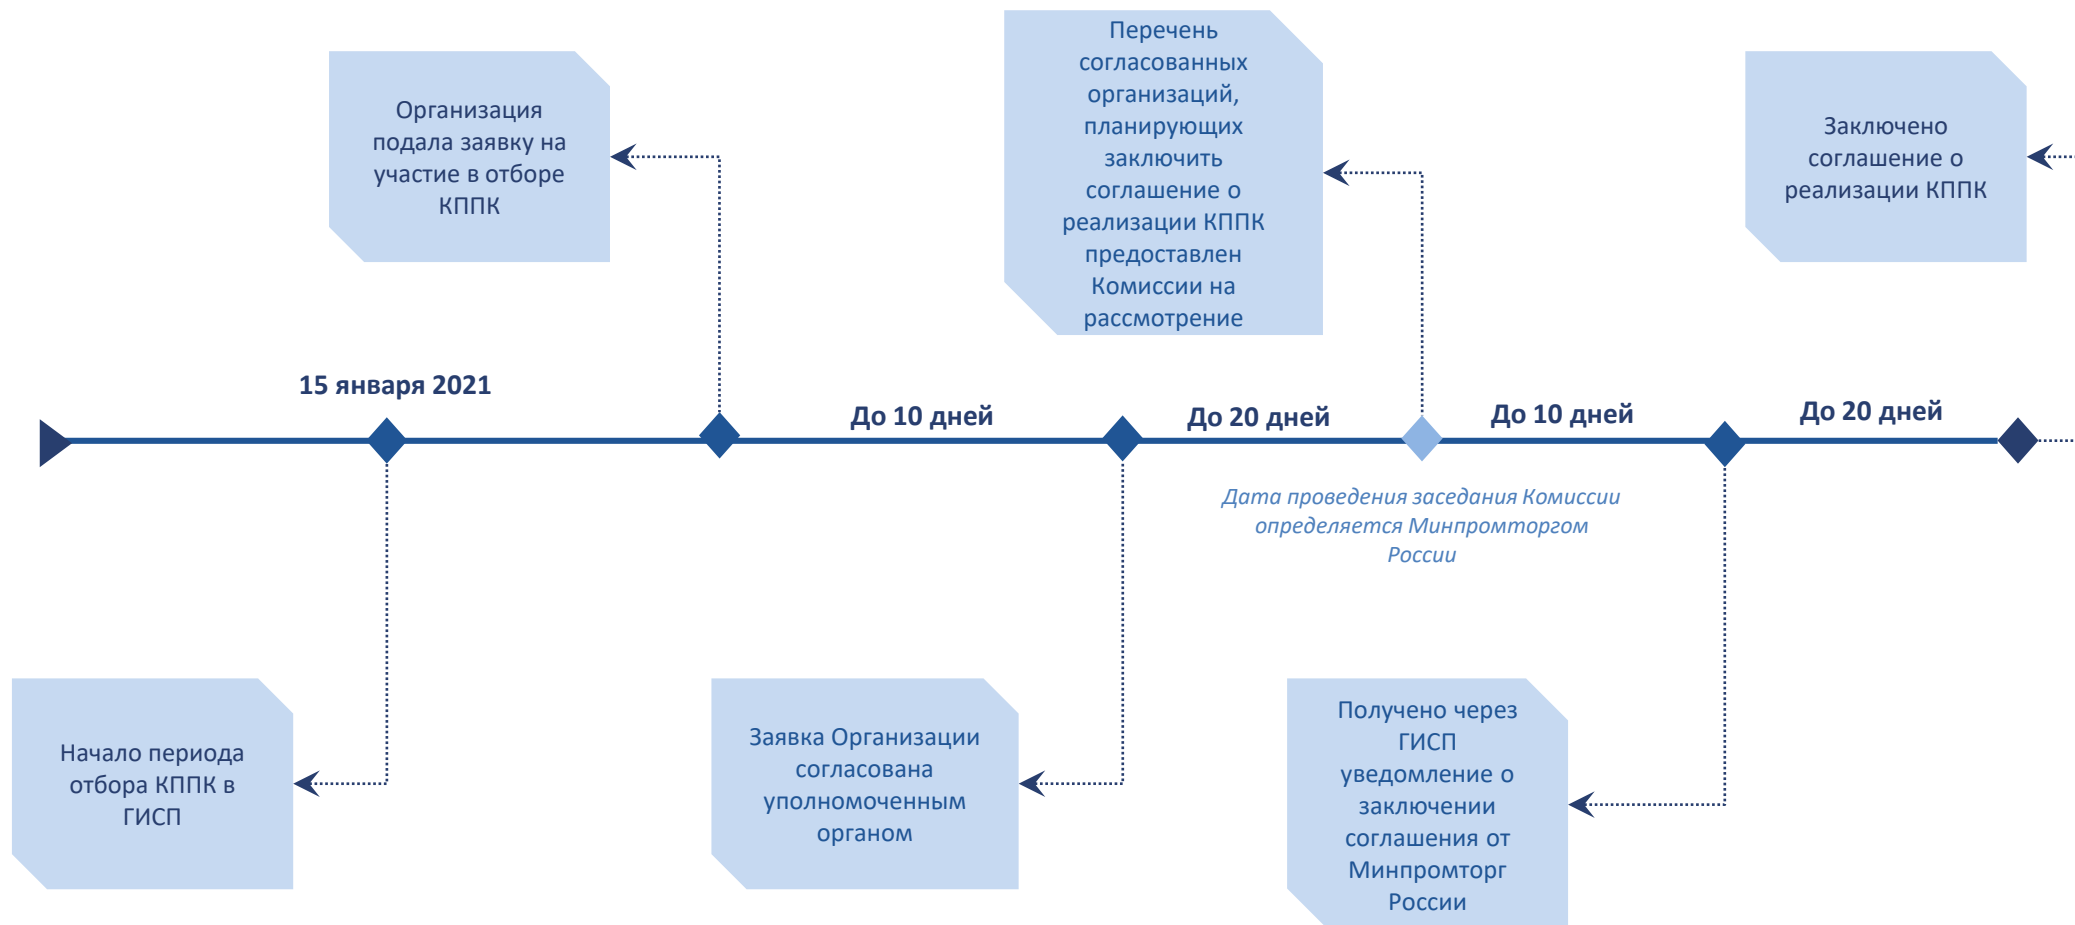 Перечень
согласованных
организаций,
планирующих
заключить
соглашение о
реализации КППК
предоставлен
Комиссии на
рассмотрение
Организация
подала заявку на
участие в отборе
КППК
Заключено
соглашение о
реализации КППК
15 января 2021
До 10 дней
До 20 дней
До 10 дней
До 20 дней
Дата проведения заседания Комиссии
определяется Минпромторгом
России
Начало периода
отбора КППК в
ГИСП
Заявка Организации
согласована
уполномоченным
органом
Получено через
ГИСП
уведомление о
заключении
соглашения от
Минпромторг
России